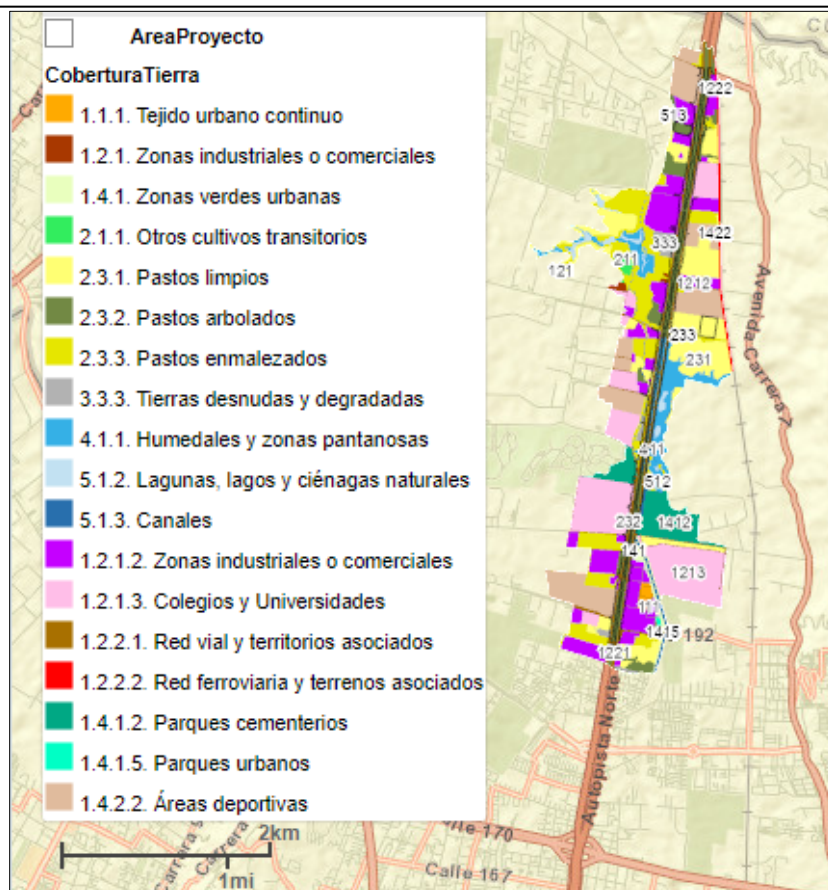 AreaProyecto
CoberturaTierra
1.1.1. Tejido urbano continuo
1.2.1. Zonas industriales o comerciales
1.4.1. Zonas verdes urbanas
2.1.1. Otros cultivos transitorios
2.3.1. Pastos limpios
2.3.2. Pastos arbolados
2.3.3. Pastos enmalezados
3.3.3. Tierras desnudas y degradadas
4.1.1. Humedales y zonas pantanosas
5.1.2. Lagunas, lagos y ciénagas naturales
5.1.3. Canales
1.2.1.2. Zonas industriales o comerciales
1.2.1.3. Colegios y Universidades
1.2.2.1. Red vial y territorios asociados
1.2.2.2. Red ferroviaria y terrenos asociados
1.4.1.2. Parques cementerios
1.4.1.5. Parques urbanos
1.4.2.2. Áreas deportivas
2km
1mi
1222
513
1422
333
211
121
1212
233
231
411
512
232
1412
141
1213
111
1415
192
1221
Avenida Carrera 7
Autopista Norte
Carrera
Calle 170
Calle 167